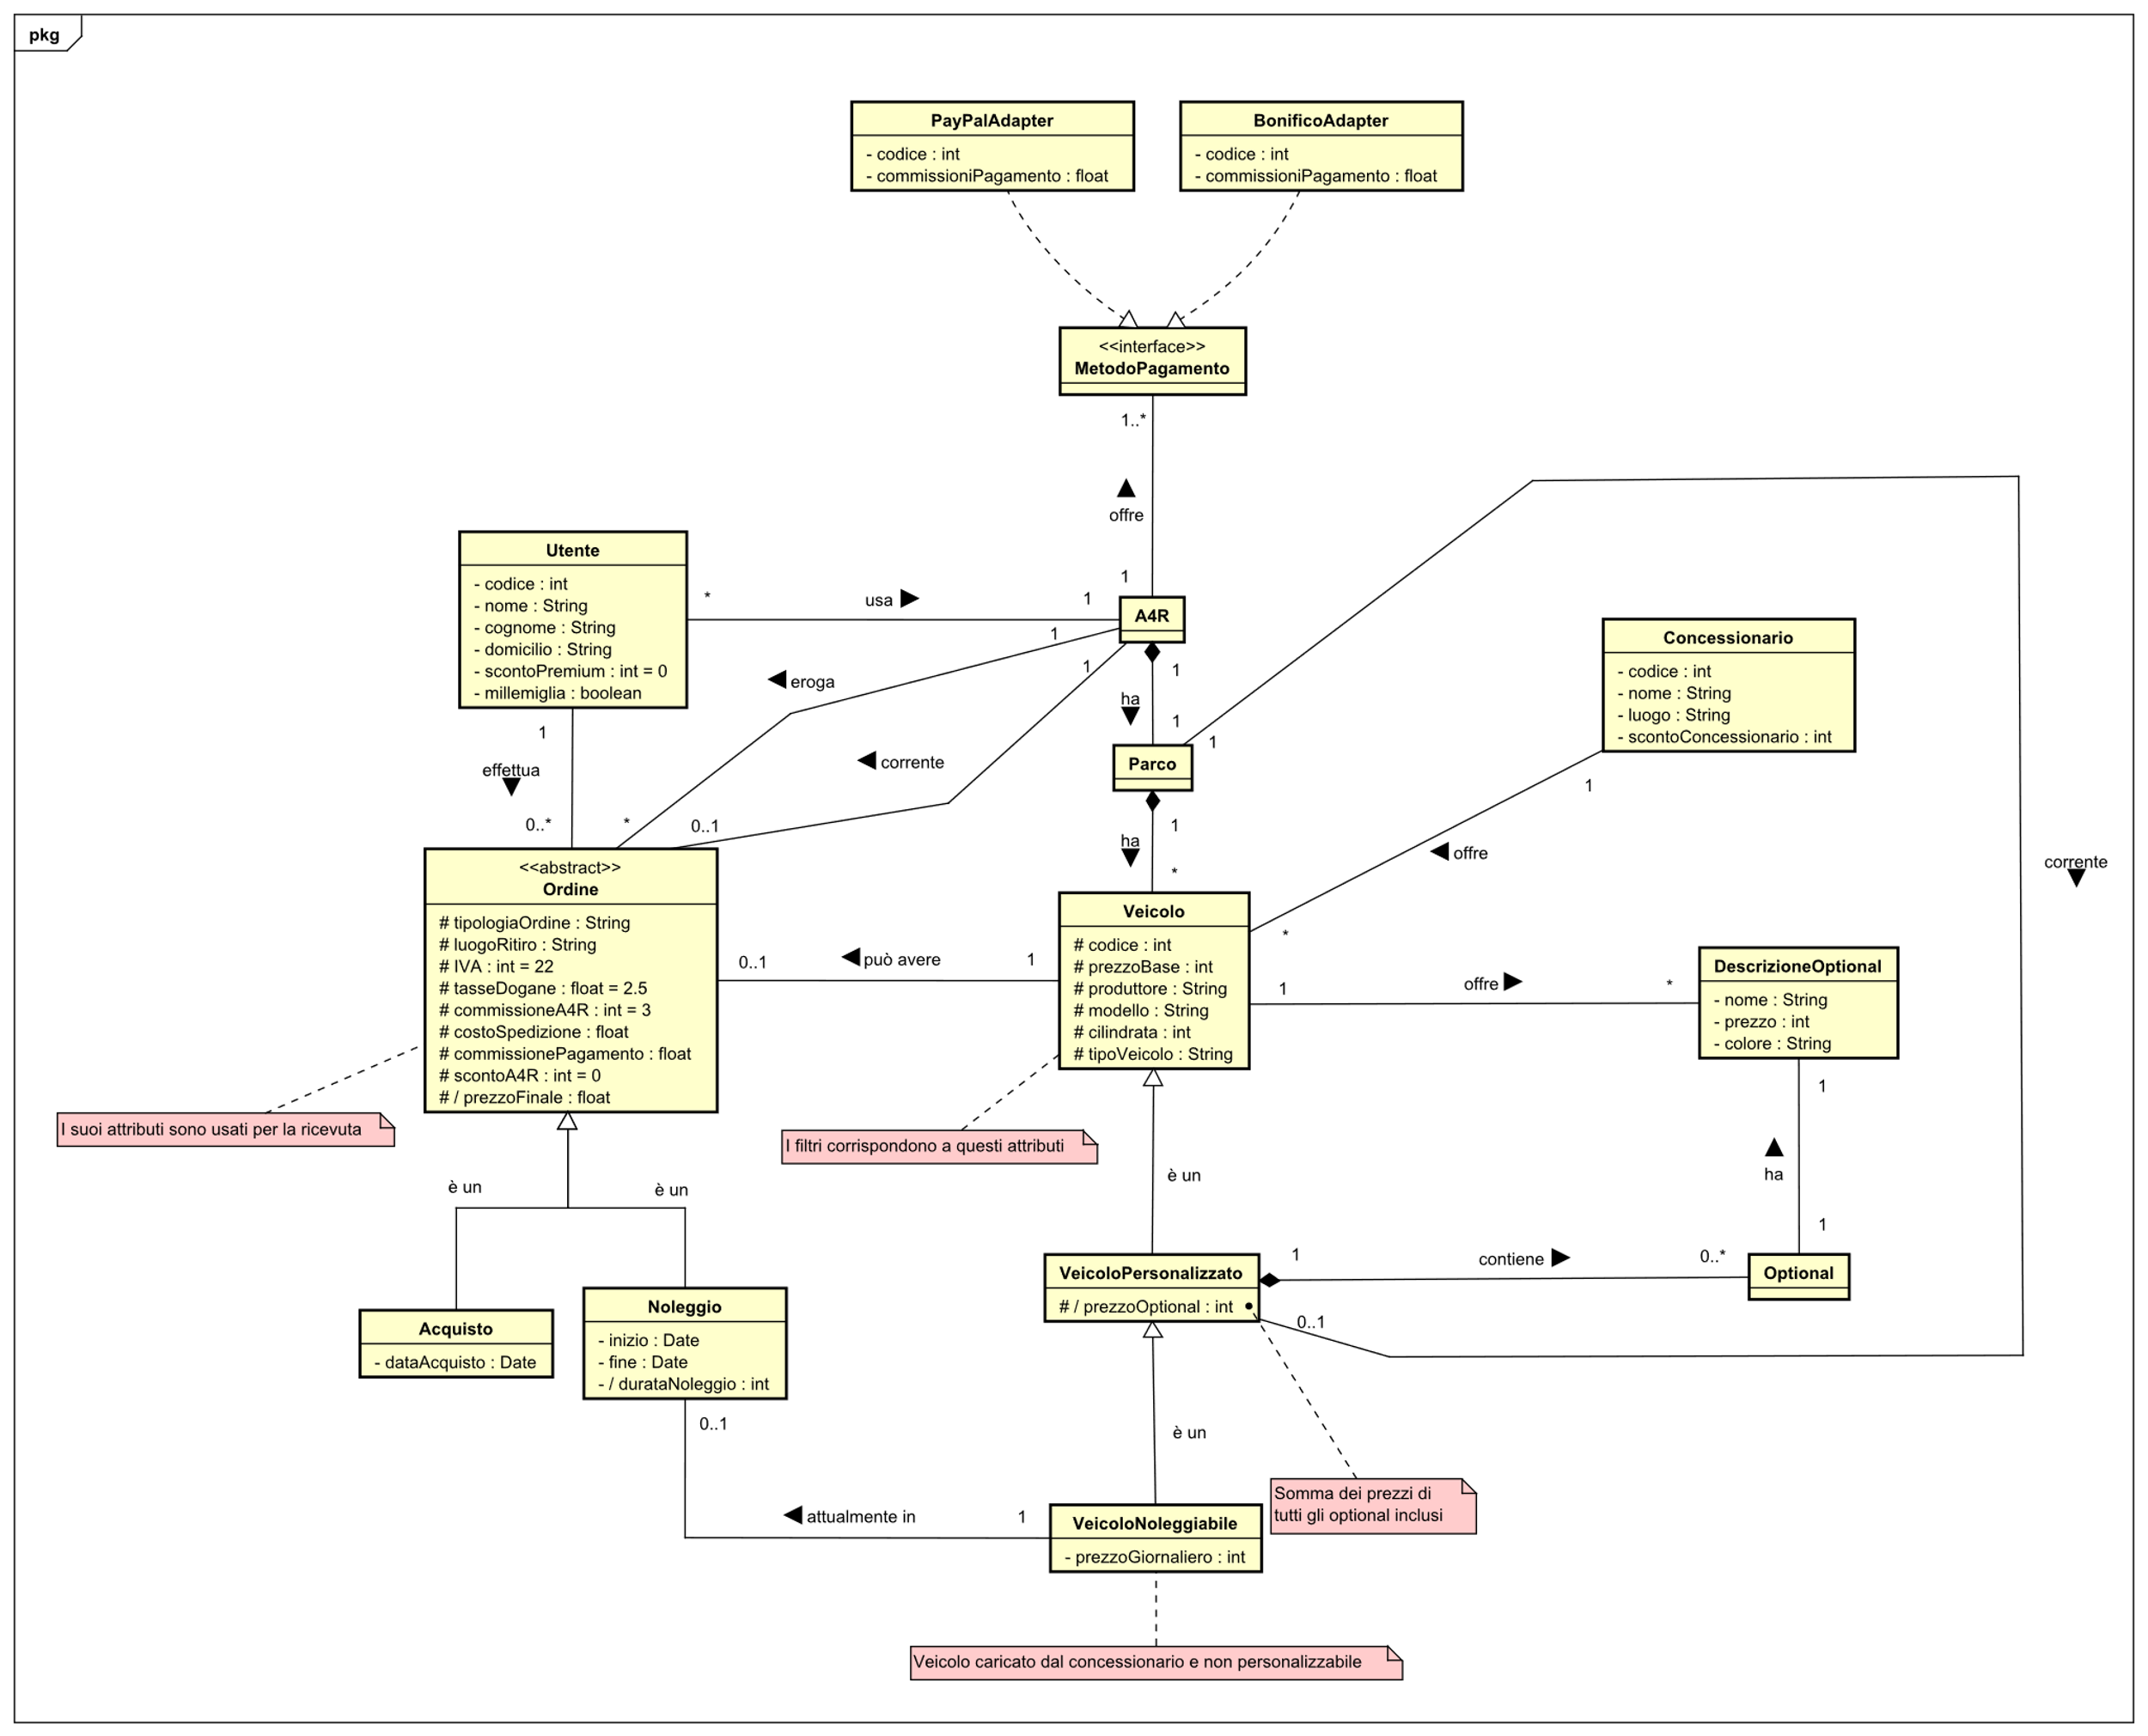 pkg
PayPalAdapter
- codice : int
- commissioniPagamento : float
BonificoAdapter
- codice : int
- commissioniPagamento : float
<<interface>>
MetodoPagamento
1..*
offre
1
Utente
- codice : int
- nome : String
- cognome : String
- domicilio : String
- scontoPremium : int = 0
- millemiglia : boolean
*
usa
1
A4R
1
eroga
*
1
corrente
0..1
1
ha
1
Parco
1
corrente
0..1
1
ha
*
Concessionario
- codice : int
- nome : String
- luogo : String
- scontoConcessionario : int
1
offre
*
1
effettua
0..*
<<abstract>>
Ordine
# tipologiaOrdine : String
# luogoRitiro : String
# IVA : int = 22
# tasseDogane : float = 2.5
# commissioneA4R : int = 3
# costoSpedizione : float
# commissionePagamento : float
# scontoA4R : int = 0
# / prezzoFinale : float
0..1
può avere
1
Veicolo
# codice : int
# prezzoBase : int
# produttore : String
# modello : String
# cilindrata : int
# tipoVeicolo : String
1
offre
*
DescrizioneOptional
- nome : String
- prezzo : int
- colore : String
1
ha
1
I suoi attributi sono usati per la ricevuta
I filtri corrispondono a questi attributi
è un
è un
è un
Acquisto
- dataAcquisto : Date
Noleggio
- inizio : Date
- fine : Date
- / durataNoleggio : int
VeicoloPersonalizzato
# / prezzoOptional : int
1
contiene
0..*
Optional
è un
Somma dei prezzi di
tutti gli optional inclusi
0..1
attualmente in
1
VeicoloNoleggiabile
- prezzoGiornaliero : int
Veicolo caricato dal concessionario e non personalizzabile